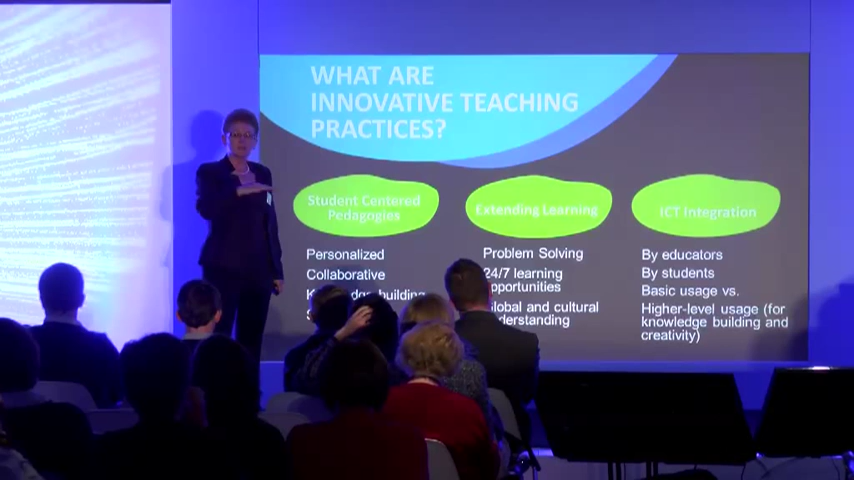 WHAT ARE
INNOVATIVE TEACHING
PRACTICES?
Student Centered
Pedagogies
Personalized
Collaborative
Extending Learning
Problem Solving
24/7 learning
opportunities
Global and cultural
ICT Integration
By educators
By students
Basic usage vs.
Higher-level usage (for
knowledge building and
creativity)